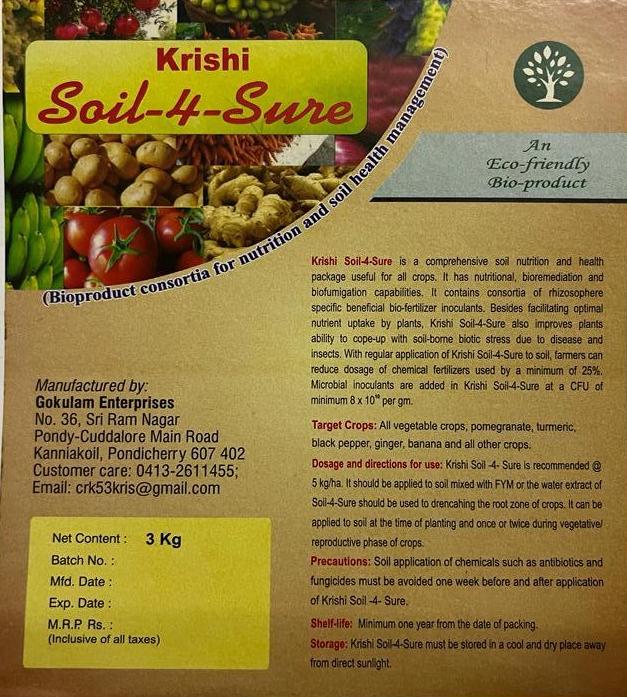 Krishi
Soil-4-Sure
(Bioproduct consortia for nutrition and soil health management)
An
Eco-friendly
Bio-product
Krishi Soil-4-Sure is a comprehensive soil nutrition and health
package useful for all crops. It has nutritional, bioremediation and
biofumigation capabilities. It contains consortia of rhizosophere
specific beneficial bio-fertilizer inoculants. Besides facilitating optimal
nutrient uptake by plants, Krishi Soil-4-Sure also improves plants
ability to cope-up with soil-borne biotic stress due to disease and
insects. With regular application of Krishi Soil-4-Sure to soil, farmers can
reduce dosage of chemical fertilizers used by a minimum of 25%.
Microbial inoculants are added in Krishi Soil-4-Sure at a CFU of
minimum 8 x 10 per gm.
Target Crops: All vegetable crops, pomegranate, turmeric,
black pepper, ginger, banana and all other crops.
Dosage and directions for use: Krishi Soil -4- Sure is recommended @
5 kg/ha. It should be applied to soil mixed with FYM or the water extract of
Soil-4-Sure should be used to drencahing the root zone of crops. It can be
applied to soil at the time of planting and once or twice during vegetative/
reproductive phase of crops.
Precautions: Soil application of chemicals such as antibiotics and
fungicides must be avoided one week before and after application
of Krishi Soil -4- Sure.
Shelf-life: Minimum one year from the date of packing.
Storage: Krishi Soil-4-Sure must be stored in a cool and dry place away
from direct sunlight.
Manufactured by:
Gokulam Enterprises
No. 36, Sri Ram Nagar
Pondy-Cuddalore Main Road
Kanniakoil, Pondicherry 607 402
Customer care: 0413-2611455;
Email: crk53kris@gmail.com
Net Content : 3 Kg
Batch No. :
Mfd. Date :
Exp. Date :
M.R.P. Rs. :
(Inclusive of all taxes)